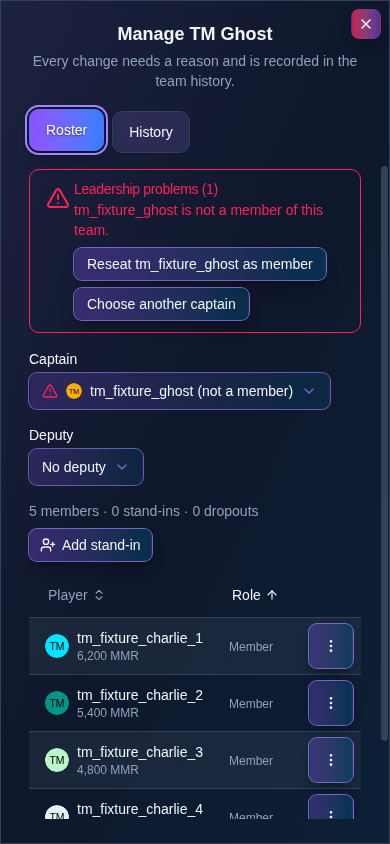 Manage TM Ghost
Every change needs a reason and is recorded in the
team history.
Roster
History
Leadership problems (1)
tm_fixture_ghost is not a member of this
team.
Reseat tm_fixture_ghost as member
Choose another captain
Captain
TM tm_fixture_ghost (not a member)
Deputy
No deputy
5 members · 0 stand-ins · 0 dropouts
Add stand-in
Player Role
TM tm_fixture_charlie_1 Member
6,200 MMR
TM tm_fixture_charlie_2 Member
5,400 MMR
TM tm_fixture_charlie_3 Member
4,800 MMR
TM tm_fixture_charlie_4 Member